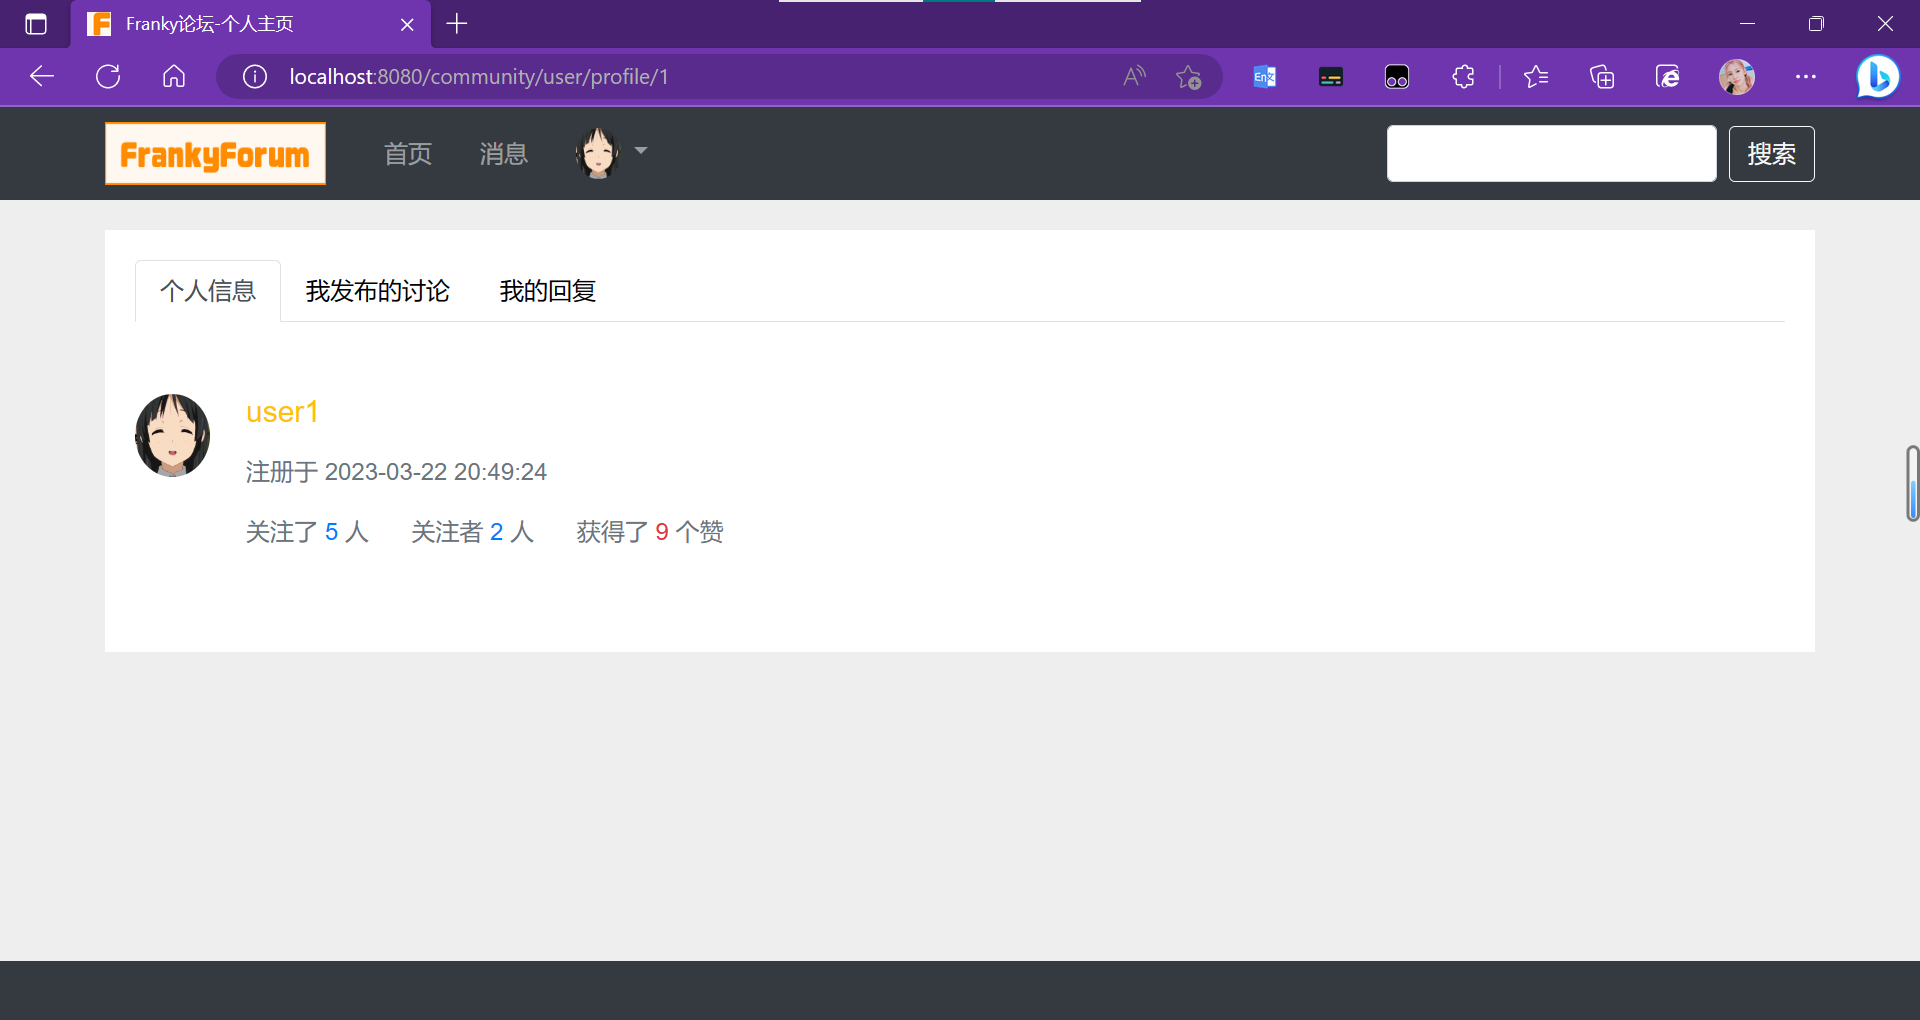 Franky论坛-个人主页
localhost:8080/community/user/profile/1
FrankyForum
首页 消息
搜索
个人信息 我发布的讨论 我的回复
user1
注册于 2023-03-22 20:49:24
关注了 5 人 关注者 2 人 获得了 9 个赞